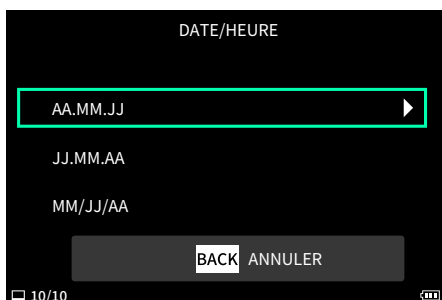 DATE/HEURE
AA.MM.JJ
JJ.MM.AA
MM/JJ/AA
BACK ANNULER
10/10